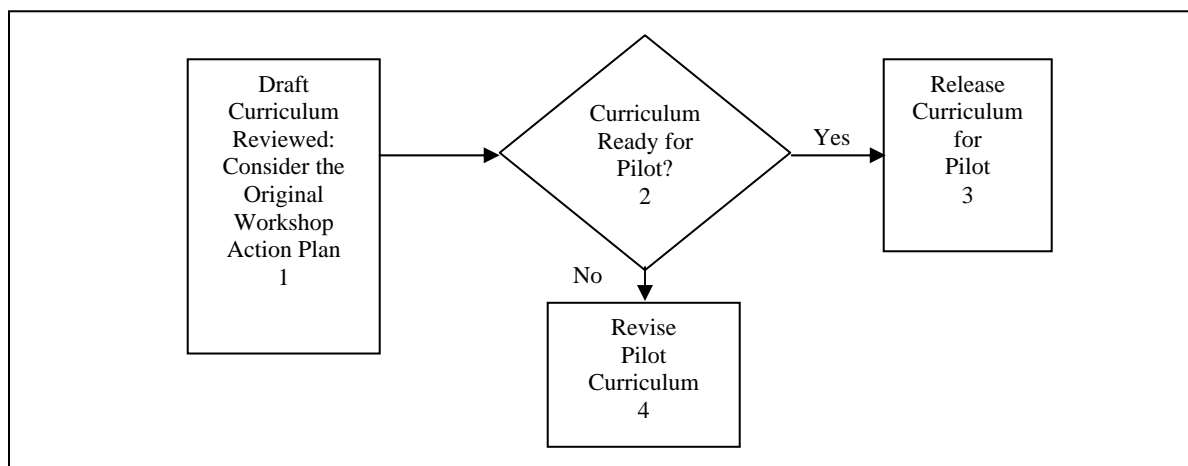 Draft
Curriculum
Reviewed:
Consider the
Original
Workshop
Action Plan
1
Curriculum
Ready for
Pilot?
2
Yes
Release
Curriculum
for
Pilot
3
No
Revise
Pilot
Curriculum
4